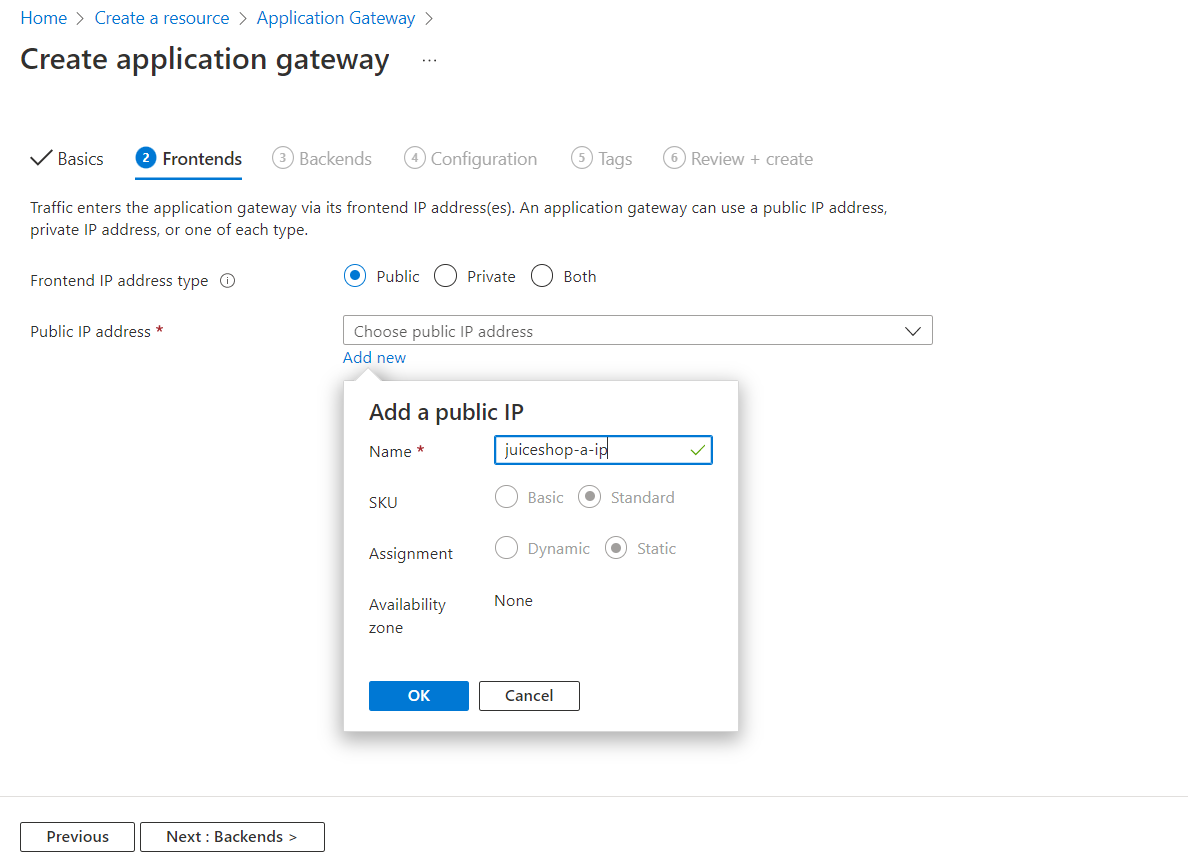 Home > Create a resource > Application Gateway >
Create application gateway ...
Basics 2 Frontends 3 Backends 4 Configuration 5 Tags 6 Review + create
Traffic enters the application gateway via its frontend IP address(es). An application gateway can use a public IP address,
private IP address, or one of each type.
Frontend IP address type i Public Private Both
Public IP address * Choose public IP address
Add new
Add a public IP
Name * juiceshop-a-ip
SKU Basic Standard
Assignment Dynamic Static
Availability None
zone
OK Cancel
Previous Next : Backends >